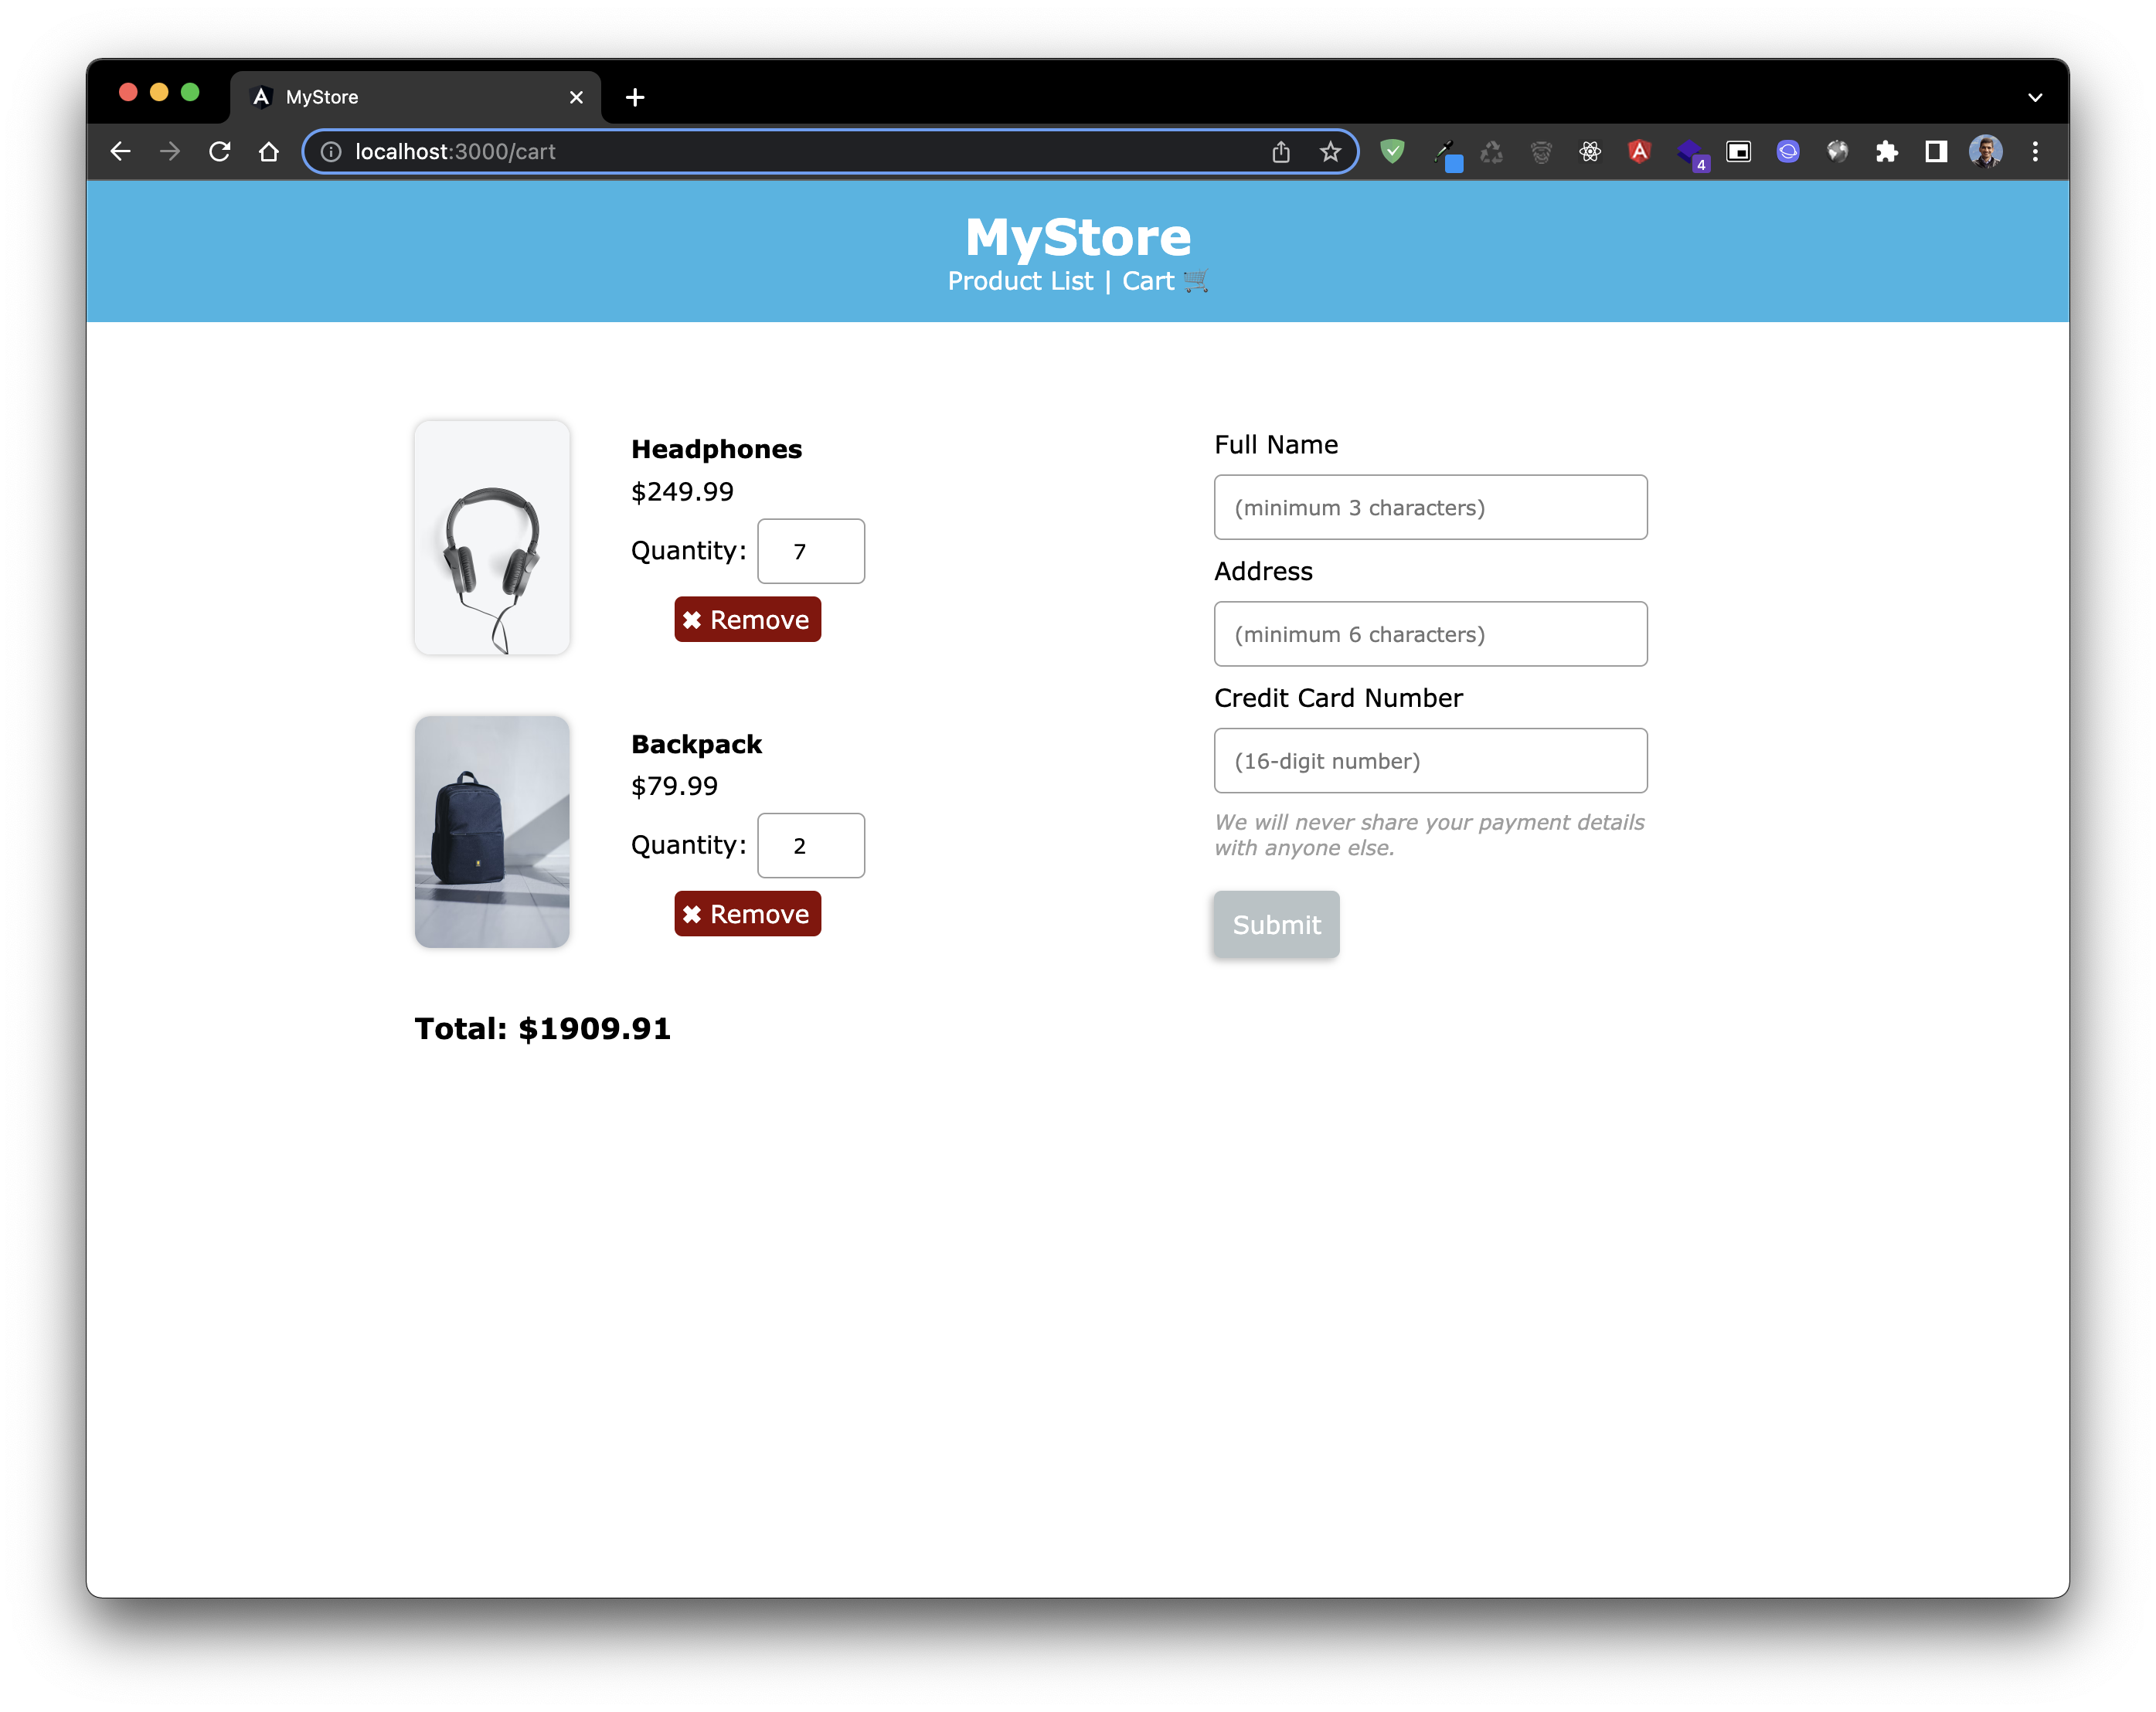 MyStore
localhost:3000/cart
4
MyStore
Product List | Cart 🛒
Headphones
$249.99
Quantity: 7
✖ Remove
Backpack
$79.99
Quantity: 2
✖ Remove
Total: $1909.91
Full Name
(minimum 3 characters)
Address
(minimum 6 characters)
Credit Card Number
(16-digit number)
We will never share your payment details
with anyone else.
Submit